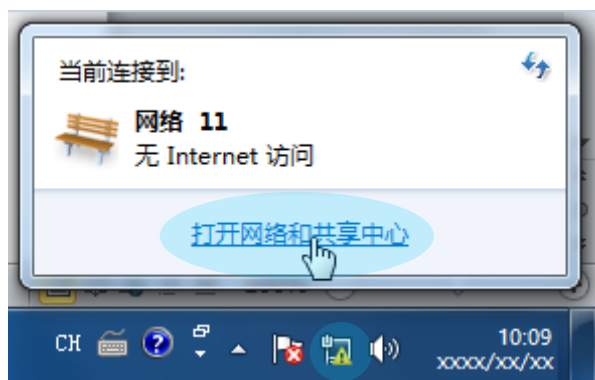 当前连接到:
网络 11
无 Internet 访问
打开网络和共享中心
CH
10:09
xxxx/xx/xx